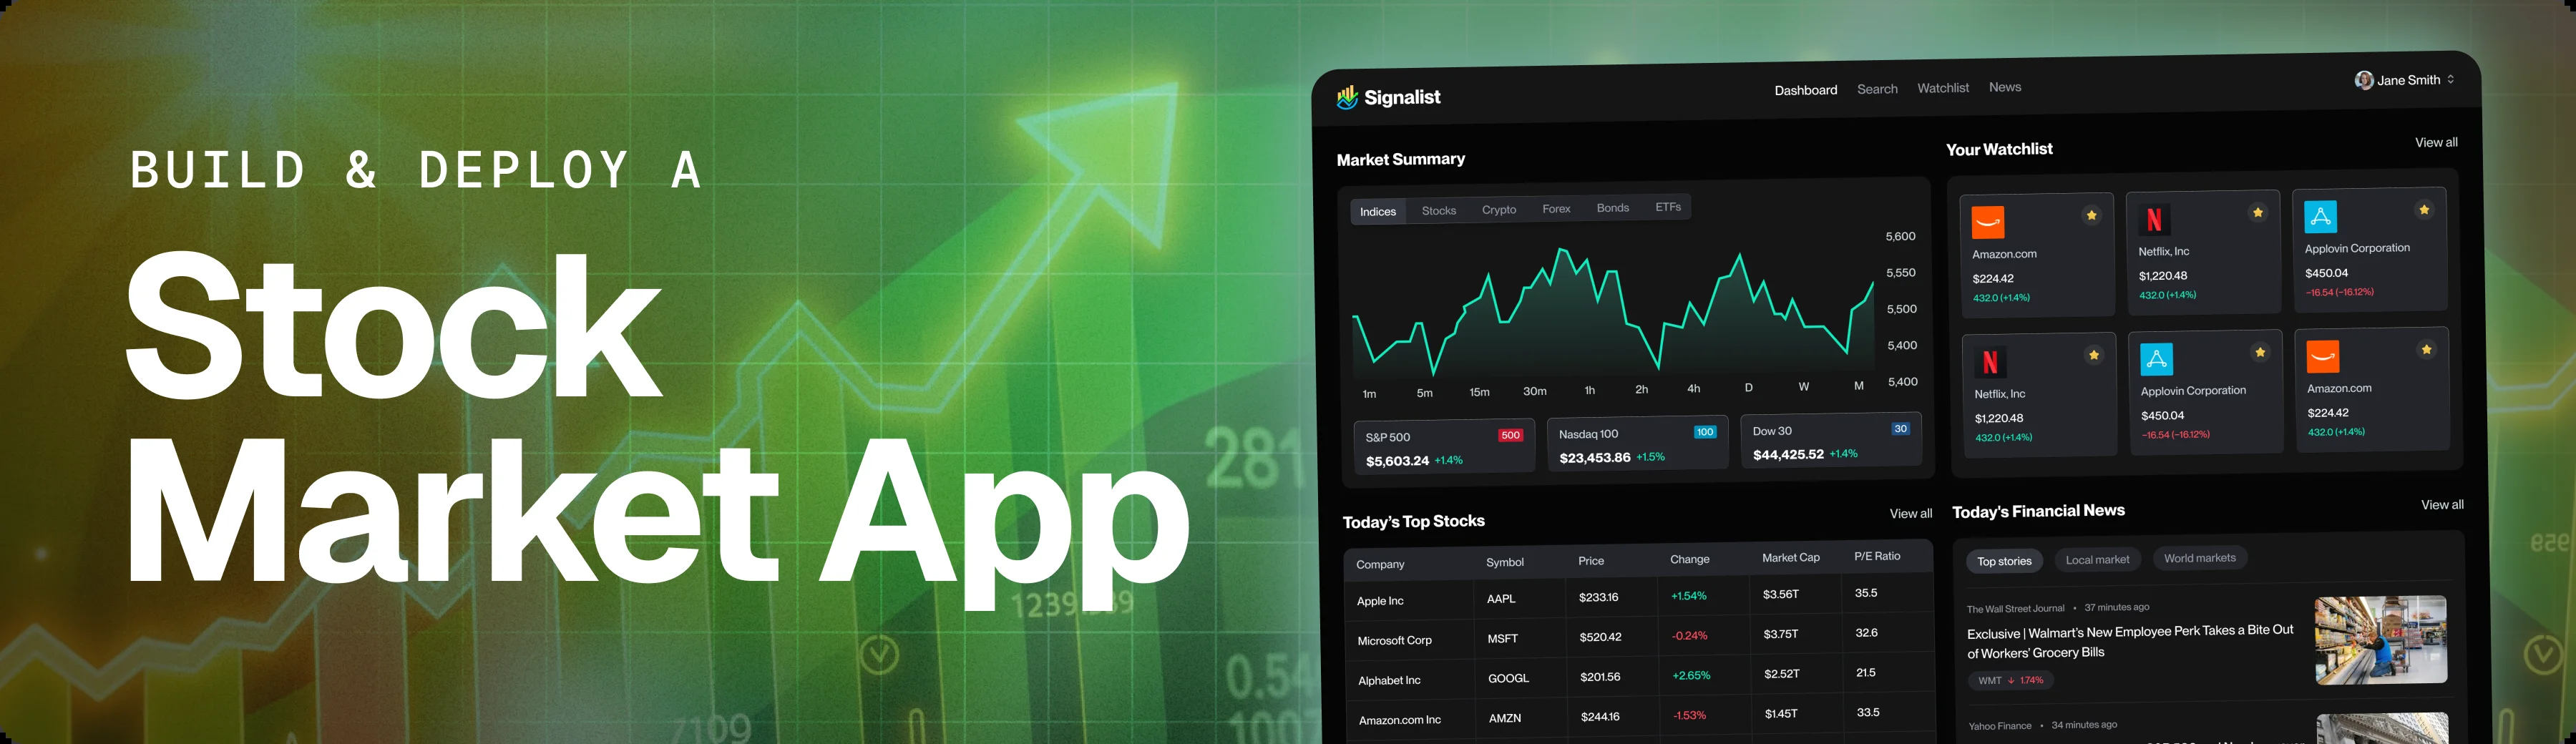 BUILD & DEPLOY A
Stock
Market App
281
1239
7109
0.54
1007
Signalist
Dashboard Search Watchlist News
Jane Smith
Market Summary
Indices Stocks Crypto Forex Bonds ETFs
5,600
5,550
5,500
5,400
5,400
1m 5m 15m 30m 1h 2h 4h D W M
S&P 500 500
$5,603.24 +1.4%
Nasdaq 100 100
$23,453.86 +1.5%
Dow 30 30
$44,425.52 +1.4%
Your Watchlist View all
Amazon.com
$224.42
432.0 (+1.4%)
Netflix, Inc
$1,220.48
432.0 (+1.4%)
Applovin Corporation
$450.04
−16.54 (−16.12%)
Netflix, Inc
$1,220.48
432.0 (+1.4%)
Applovin Corporation
$450.04
−16.54 (−16.12%)
Amazon.com
$224.42
432.0 (+1.4%)
Today's Top Stocks View all
Company Symbol Price Change Market Cap P/E Ratio
Apple Inc AAPL $233.16 +1.54% $3.56T 35.5
Microsoft Corp MSFT $520.42 -0.24% $3.75T 32.6
Alphabet Inc GOOGL $201.56 +2.65% $2.52T 21.5
Amazon.com Inc AMZN $244.16 -1.53% $1.45T 33.5
Today's Financial News View all
Top stories Local market World markets
The Wall Street Journal • 37 minutes ago
Exclusive | Walmart's New Employee Perk Takes a Bite Out
of Workers' Grocery Bills
WMT ↓ 1.74%
Yahoo Finance • 34 minutes ago